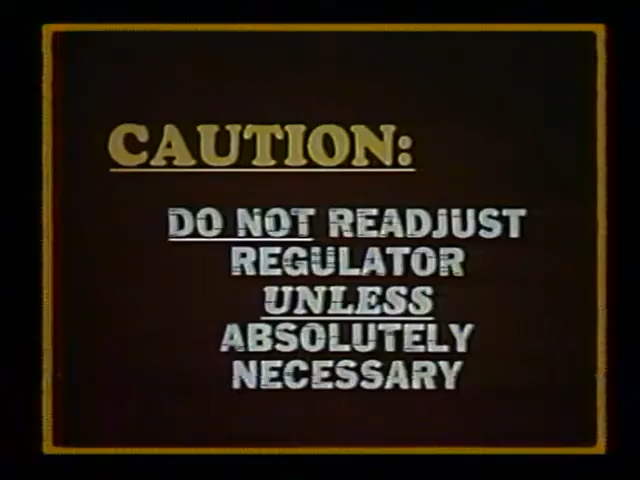 CAUTION:
DO NOT READJUST
REGULATOR
UNLESS
ABSOLUTELY
NECESSARY